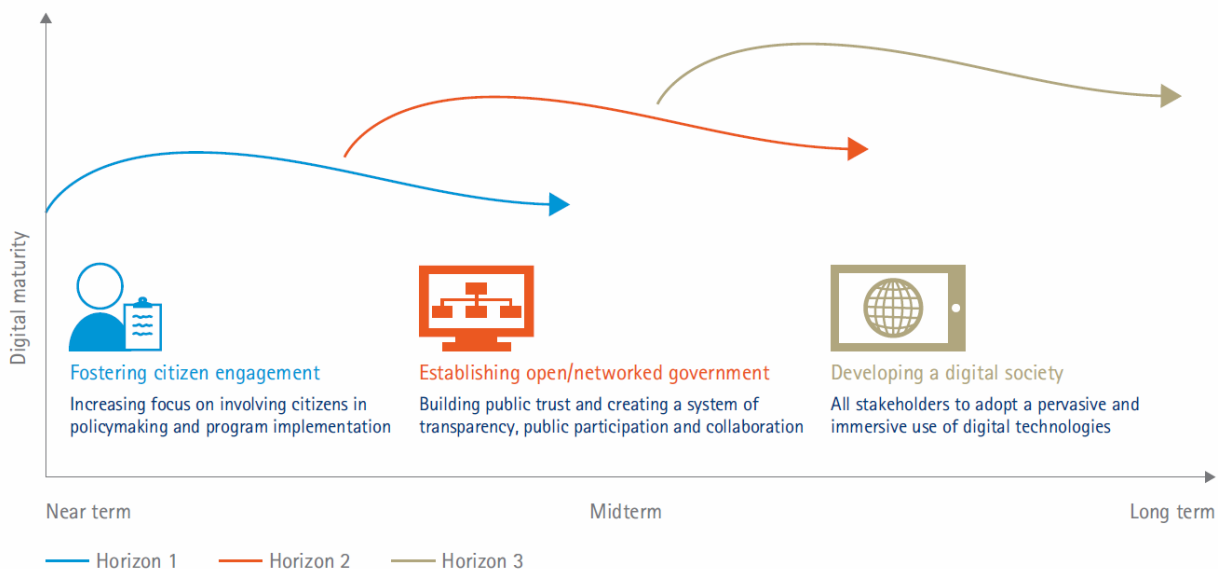 Digital maturity
Fostering citizen engagement
Increasing focus on involving citizens in
policymaking and program implementation
Establishing open/networked government
Building public trust and creating a system of
transparency, public participation and collaboration
Developing a digital society
All stakeholders to adopt a pervasive and
immersive use of digital technologies
Near term
Midterm
Long term
Horizon 1
Horizon 2
Horizon 3